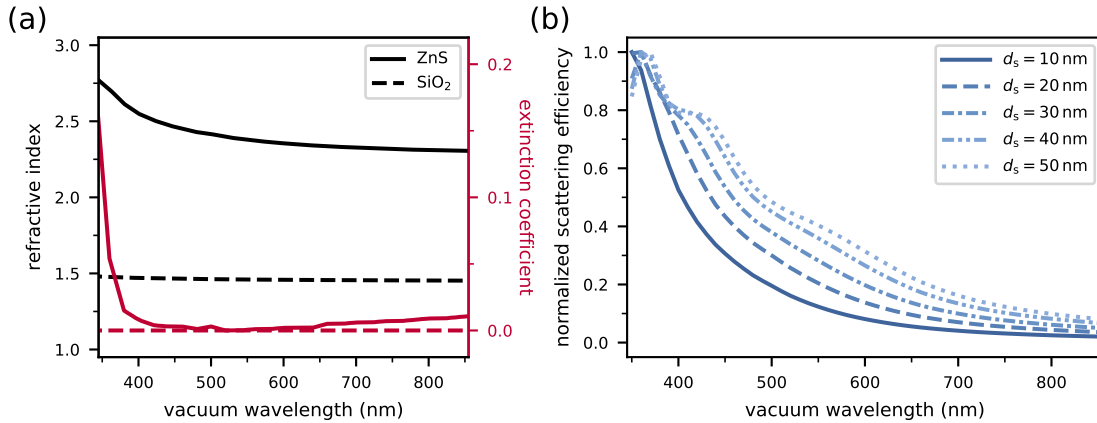 (a)
3.0
2.5
2.0
1.5
1.0
refractive index
400
500
600
700
800
vacuum wavelength (nm)
ZnS
SiO₂
0.2
0.1
0.0
extinction coefficient
(b)
1.0
0.8
0.6
0.4
0.2
0.0
normalized scattering efficiency
400
500
600
700
800
vacuum wavelength (nm)
dₛ = 10 nm
dₛ = 20 nm
dₛ = 30 nm
dₛ = 40 nm
dₛ = 50 nm